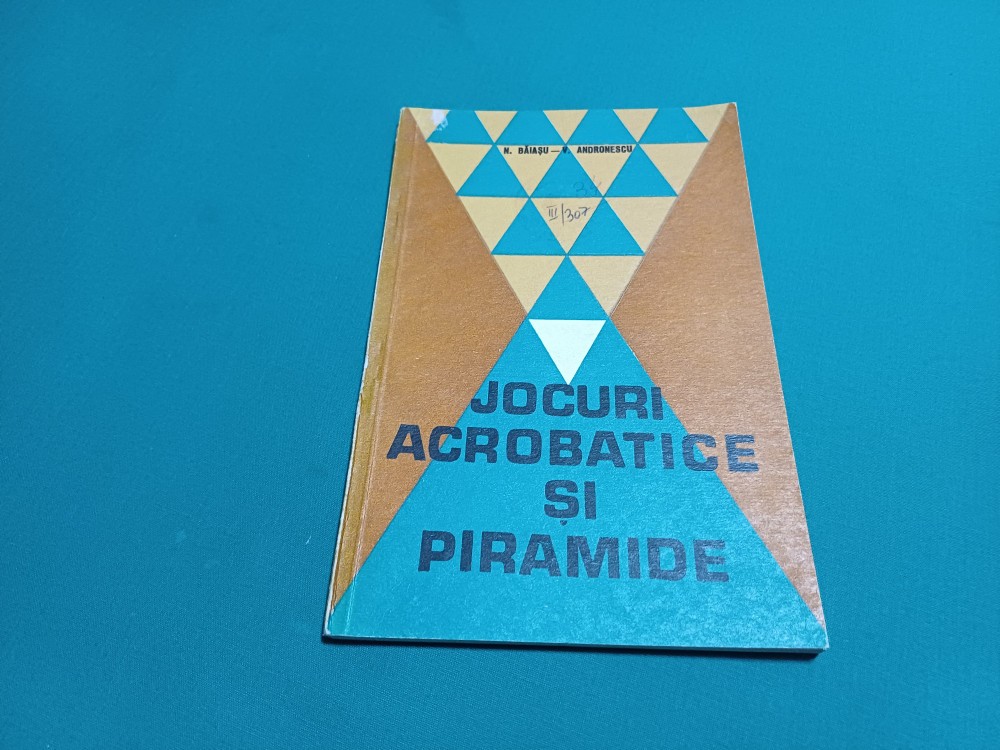 N. BĂIAȘU — V. ANDRONESCU
III/307
JOCURI
ACROBATICE
ȘI
PIRAMIDE